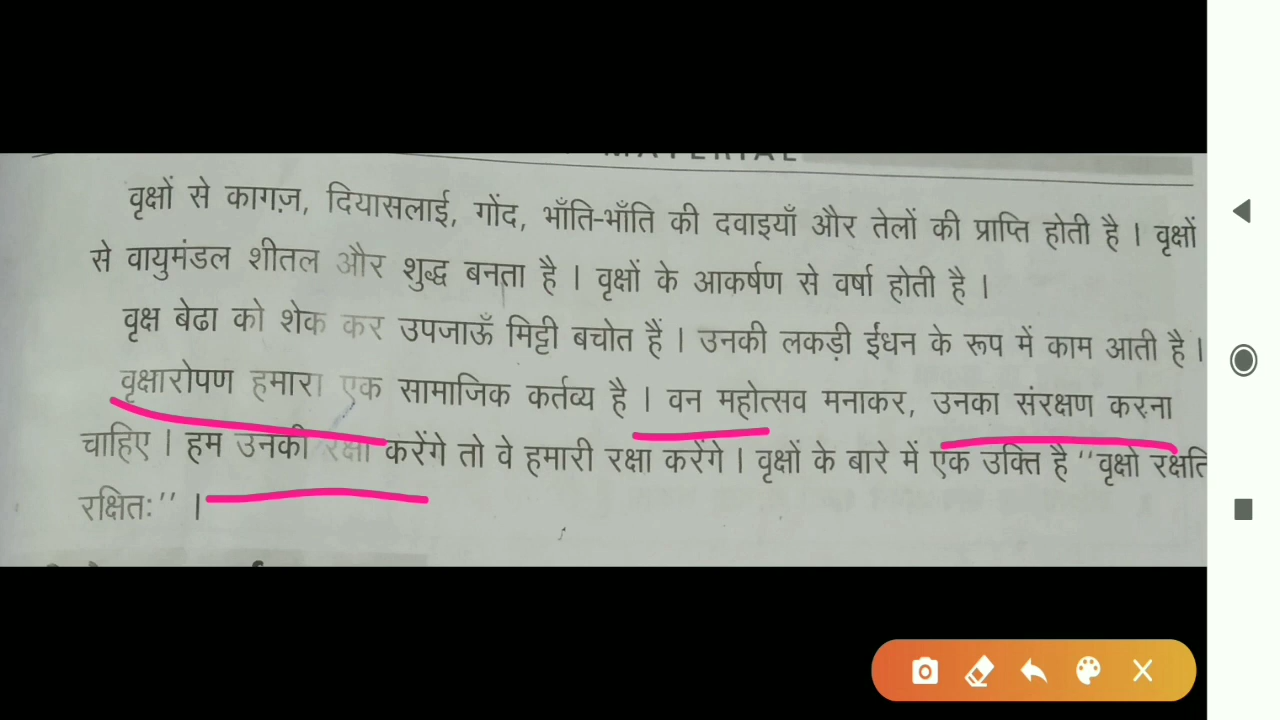 MATERIAL
वृक्षों से कागज़, दियासलाई, गोंद, भाँति-भाँति की दवाइयाँ और तेलों की प्राप्ति होती है । वृक्षों
से वायुमंडल शीतल और शुद्ध बनता है । वृक्षों के आकर्षण से वर्षा होती है ।
वृक्ष बेढा को शेक कर उपजाऊँ मिट्टी बचोत हैं । उनकी लकड़ी ईंधन के रूप में काम आती है ।
वृक्षारोपण हमारा एक सामाजिक कर्तव्य है । वन महोत्सव मनाकर, उनका संरक्षण करना
चाहिए । हम उनकी रक्षा करेंगे तो वे हमारी रक्षा करेंगे । वृक्षों के बारे में एक उक्ति है ''वृक्षो रक्षति
रक्षितः'' ।